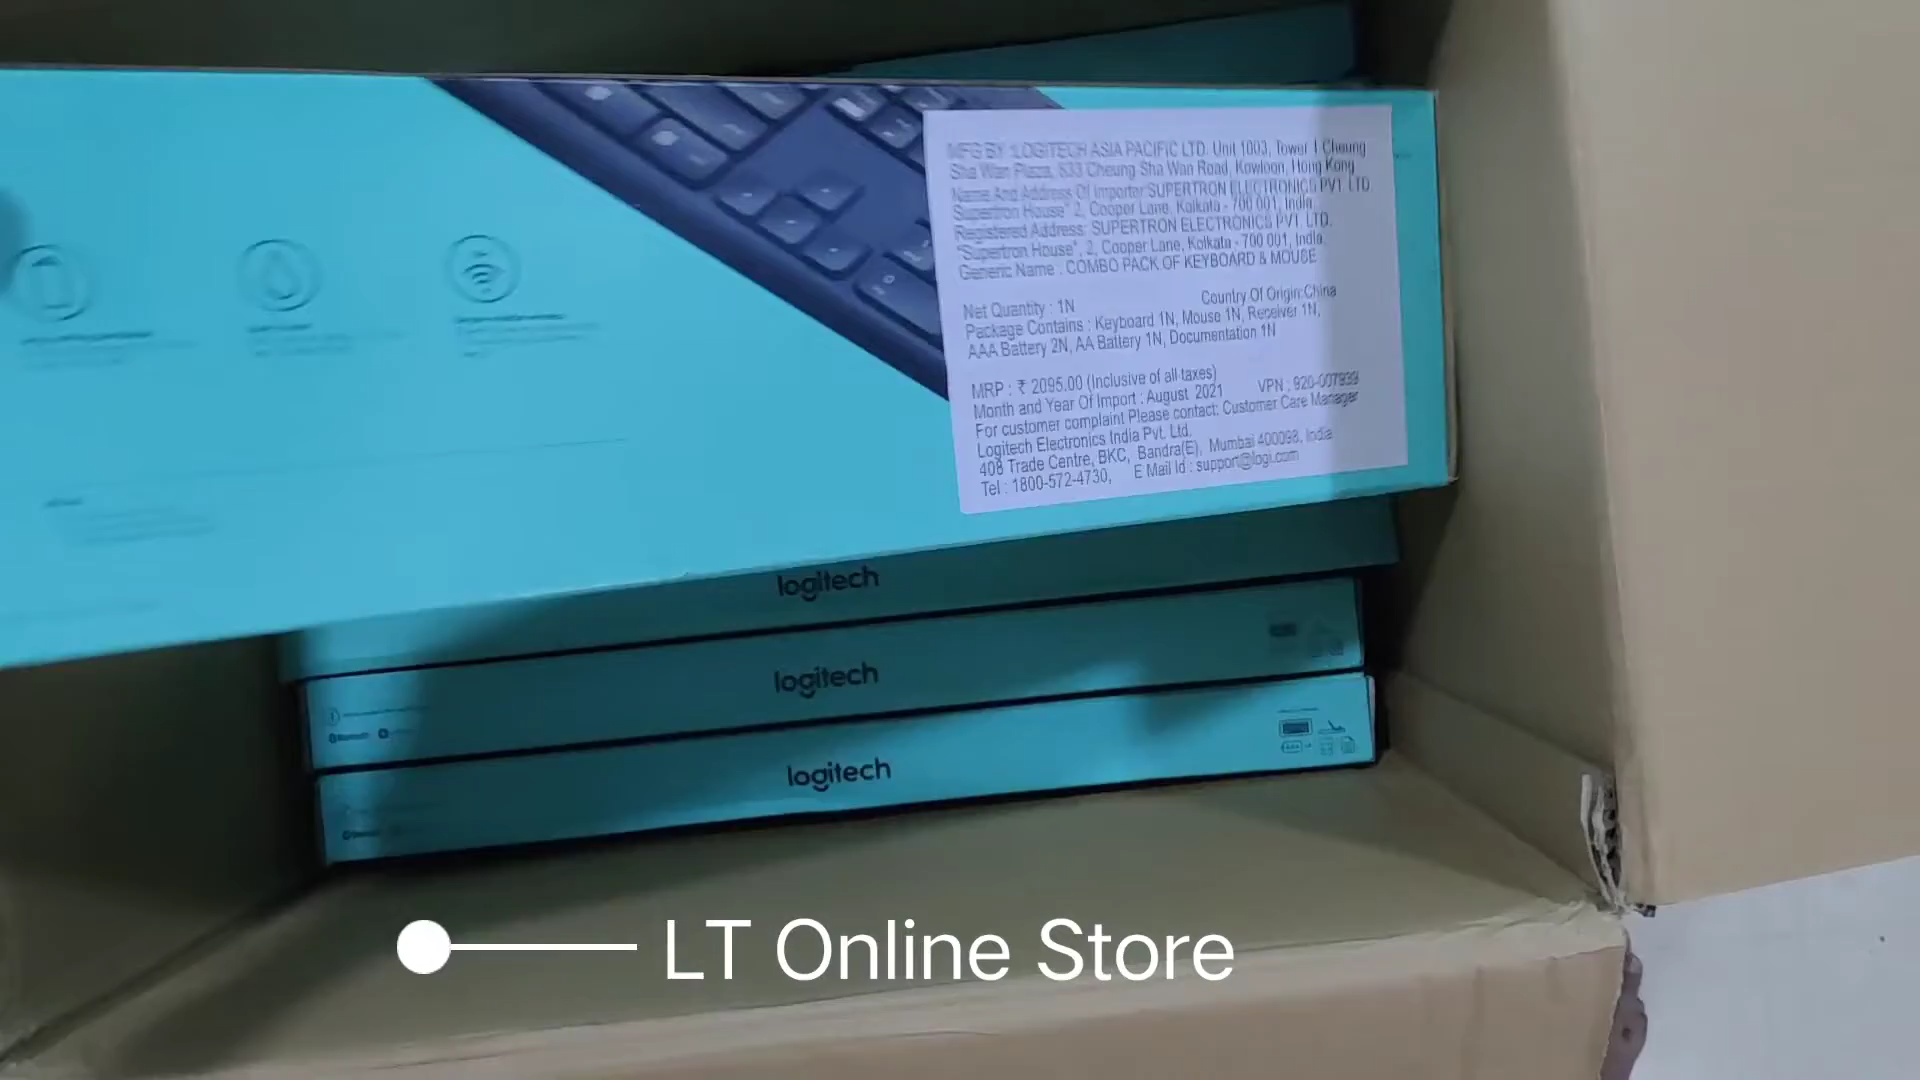 MFG BY :LOGITECH ASIA PACIFIC LTD. Unit 1003, Tower 1 Cheung
Sha Wan Plaza, 833 Cheung Sha Wan Road, Kowloon, Hong Kong
Name And Address Of Importer:SUPERTRON ELECTRONICS PVT. LTD.
Supertron House" 2, Cooper Lane, Kolkata - 700 001, India.
Registered Address: SUPERTRON ELECTRONICS PVT. LTD.
"Supertron House", 2, Cooper Lane, Kolkata - 700 001, India.
Generic Name : COMBO PACK OF KEYBOARD & MOUSE
Net Quantity : 1N Country Of Origin:China
Package Contains : Keyboard 1N, Mouse 1N, Receiver 1N,
AAA Battery 2N, AA Battery 1N, Documentation 1N
MRP : ₹ 2095.00 (Inclusive of all taxes)
Month and Year Of Import : August 2021 VPN : 920-007939
For customer complaint Please contact: Customer Care Manager
Logitech Electronics India Pvt. Ltd.
408 Trade Centre, BKC, Bandra(E), Mumbai 400098, India
Tel : 1800-572-4730, E Mail Id : support@logi.com
logitech
logitech
logitech
LT Online Store